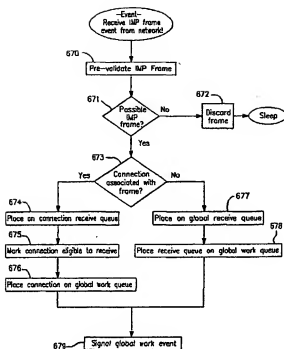 —Event—
Receive IMP frame
event from network!
670
Pre-validate IMP Frame
671
Possible
IMP
frame?
No
672
Discard
frame
Sleep
Yes
673
Connection
associated with
frame?
Yes
No
674
Place on connection receive queue
677
Place on global receive queue
675
Mark connection eligible to receive
678
Place receive queue on global work queue
676
Place connection on global work queue
679
Signal global work event